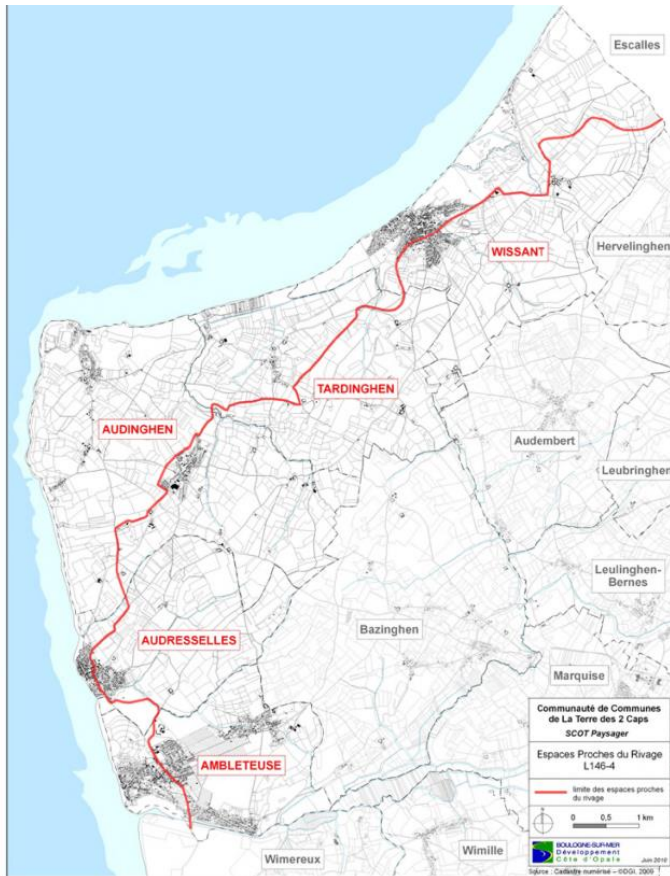 Escalles
WISSANT
Hervelinghen
TARDINGHEN
AUDINGHEN
Audembert
Leubringhen
Leulinghen-
Bernes
Bazinghen
AUDRESSELLES
Marquise
AMBLETEUSE
Wimereux
Wimille
Communauté de Communes
de La Terre des 2 Caps
SCOT Paysager
Espaces Proches du Rivage
L146-4
limite des espaces proches
du rivage
0 0,5 1 km
BOULOGNE-SUR-MER
Développement
Côte d'Opale
Juin 2010
Source : Cadastre numérisé – ©DGI, 2009